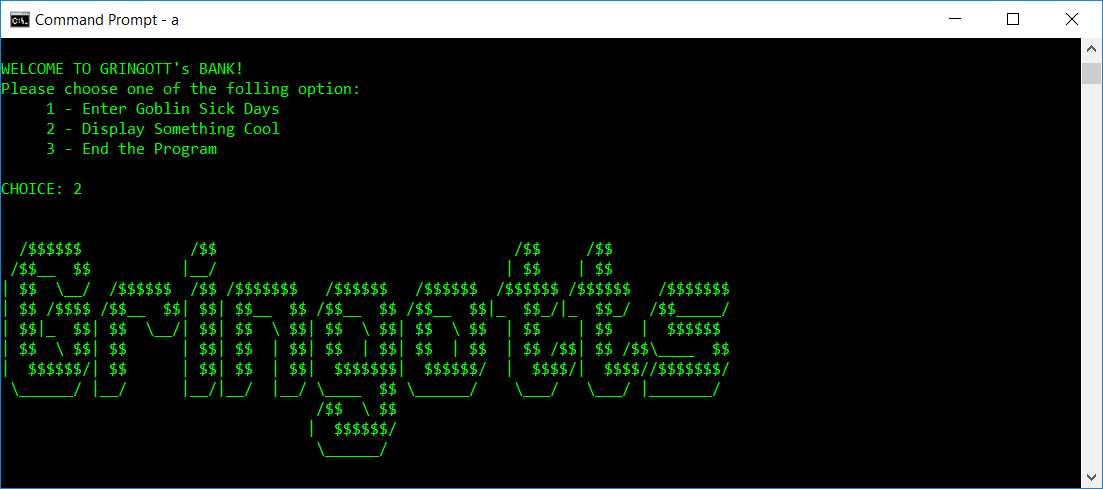 Command Prompt - a
WELCOME TO GRINGOTT's BANK!
Please choose one of the folling option:
1 - Enter Goblin Sick Days
2 - Display Something Cool
3 - End the Program
CHOICE: 2
Gringotts